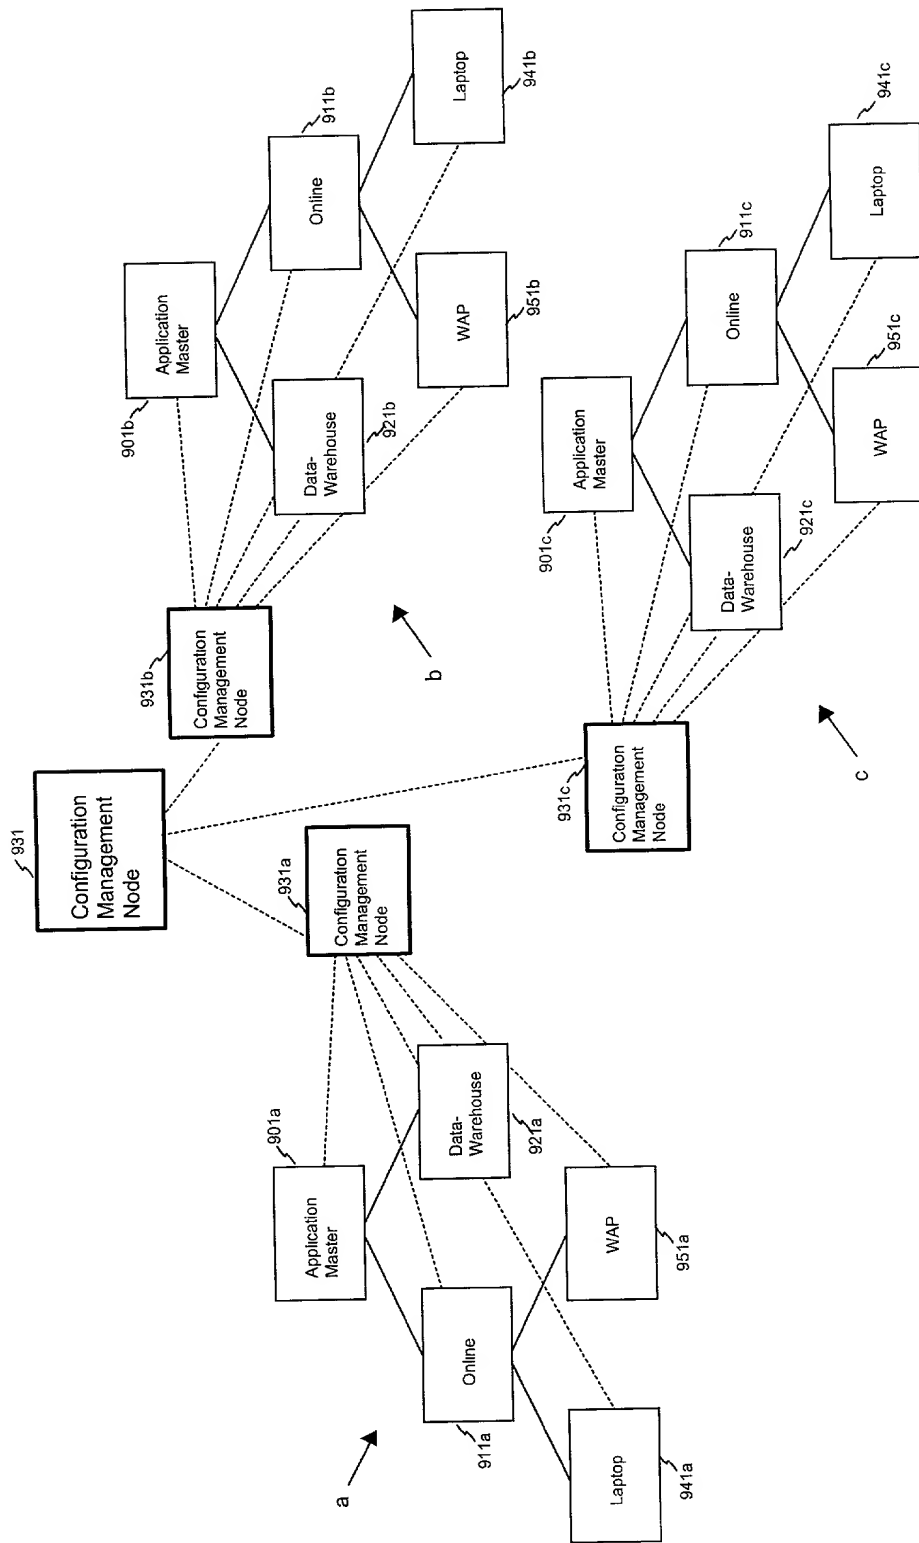 931
Configuration
Management
Node
931a
Configuration
Management
Node
901a
Application
Master
911a
Online
921a
Data-
Warehouse
941a
Laptop
951a
WAP
a
931b
Configuration
Management
Node
901b
Application
Master
911b
Online
921b
Data-
Warehouse
951b
WAP
941b
Laptop
b
931c
Configuration
Management
Node
901c
Application
Master
911c
Online
921c
Data-
Warehouse
951c
WAP
941c
Laptop
c